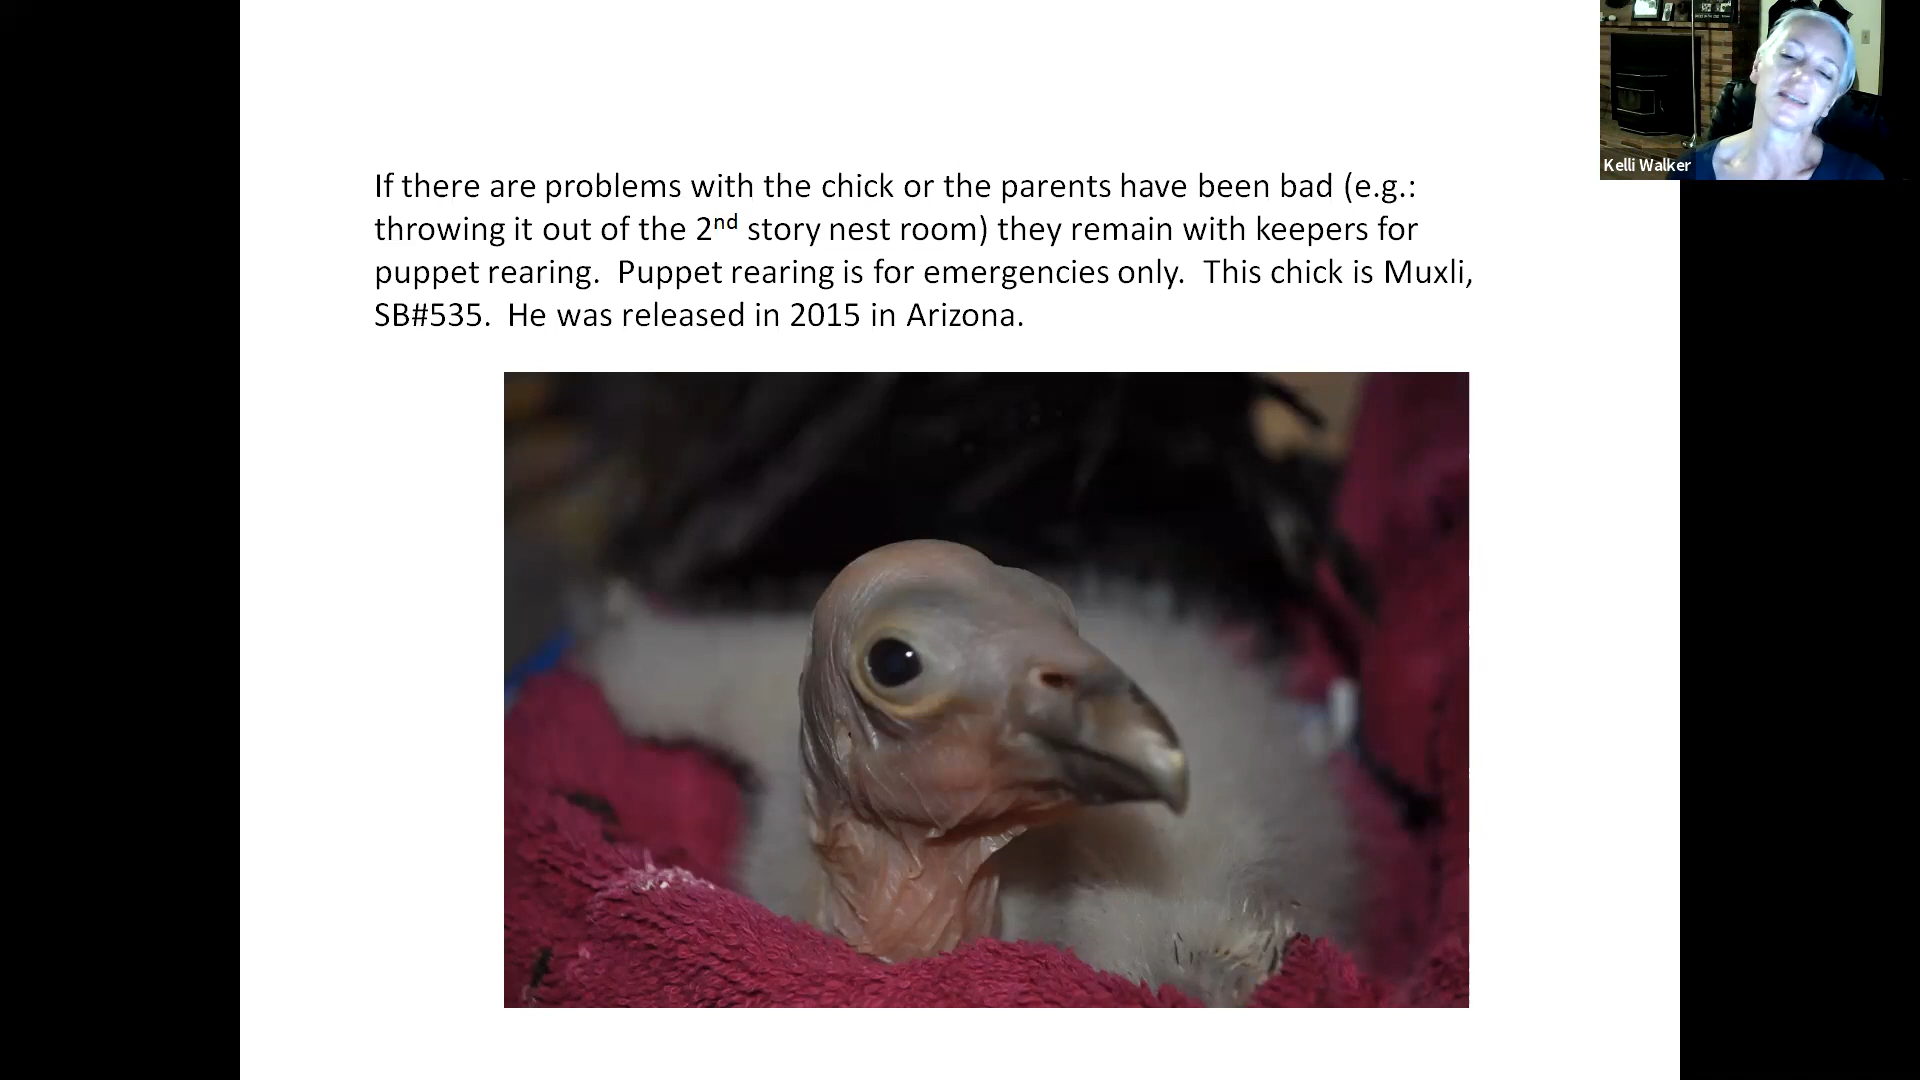 If there are problems with the chick or the parents have been bad (e.g.:
throwing it out of the 2nd story nest room) they remain with keepers for
puppet rearing.  Puppet rearing is for emergencies only.  This chick is Muxli,
SB#535.  He was released in 2015 in Arizona.
Kelli Walker